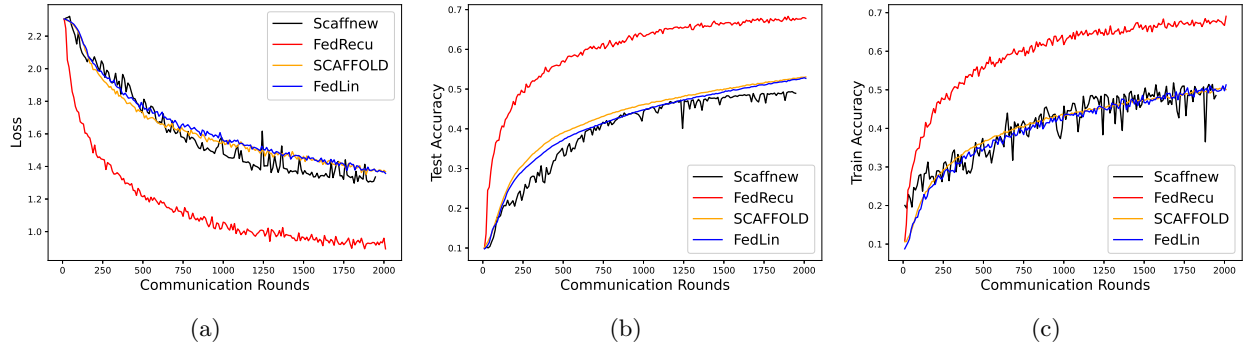 Loss
2.2
2.0
1.8
1.6
1.4
1.2
1.0
Scaffnew
FedRecu
SCAFFOLD
FedLin
0 250 500 750 1000 1250 1500 1750 2000
Communication Rounds
(a)
Test Accuracy
0.7
0.6
0.5
0.4
0.3
0.2
0.1
Scaffnew
FedRecu
SCAFFOLD
FedLin
0 250 500 750 1000 1250 1500 1750 2000
Communication Rounds
(b)
Train Accuracy
0.7
0.6
0.5
0.4
0.3
0.2
0.1
Scaffnew
FedRecu
SCAFFOLD
FedLin
0 250 500 750 1000 1250 1500 1750 2000
Communication Rounds
(c)